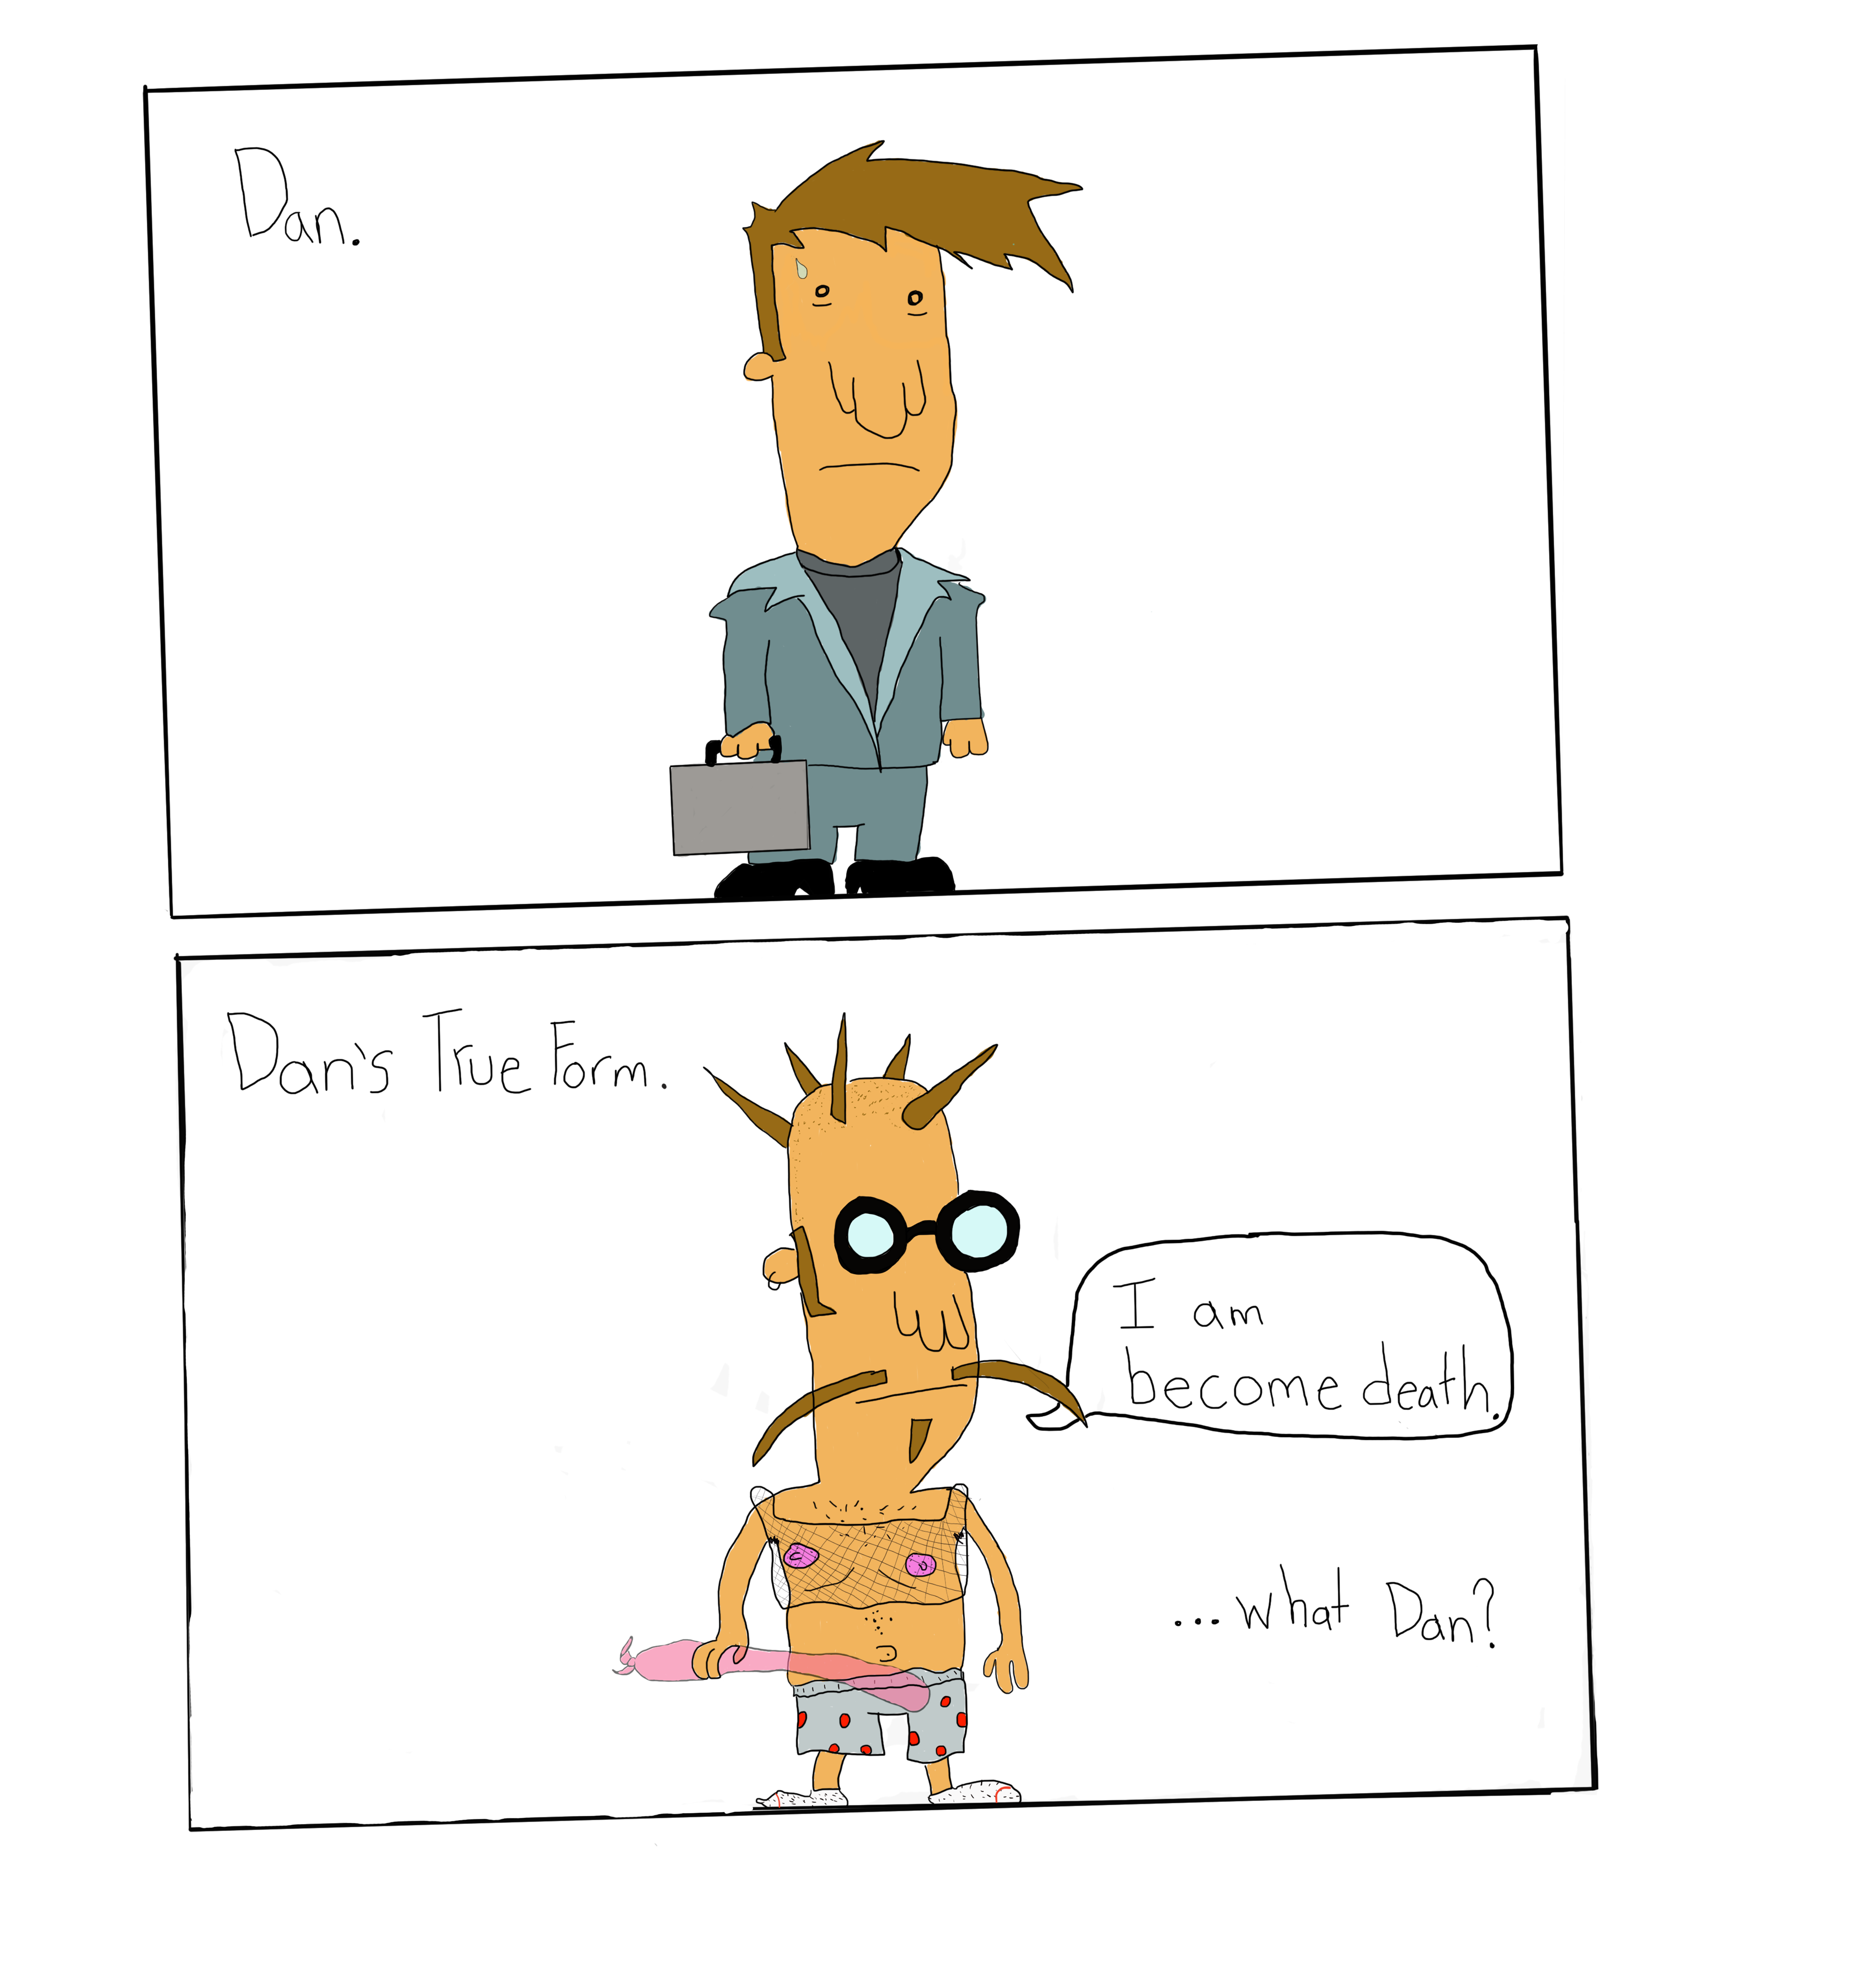 Dan.
Dan's True Form.
I am
become death.
...what Dan?